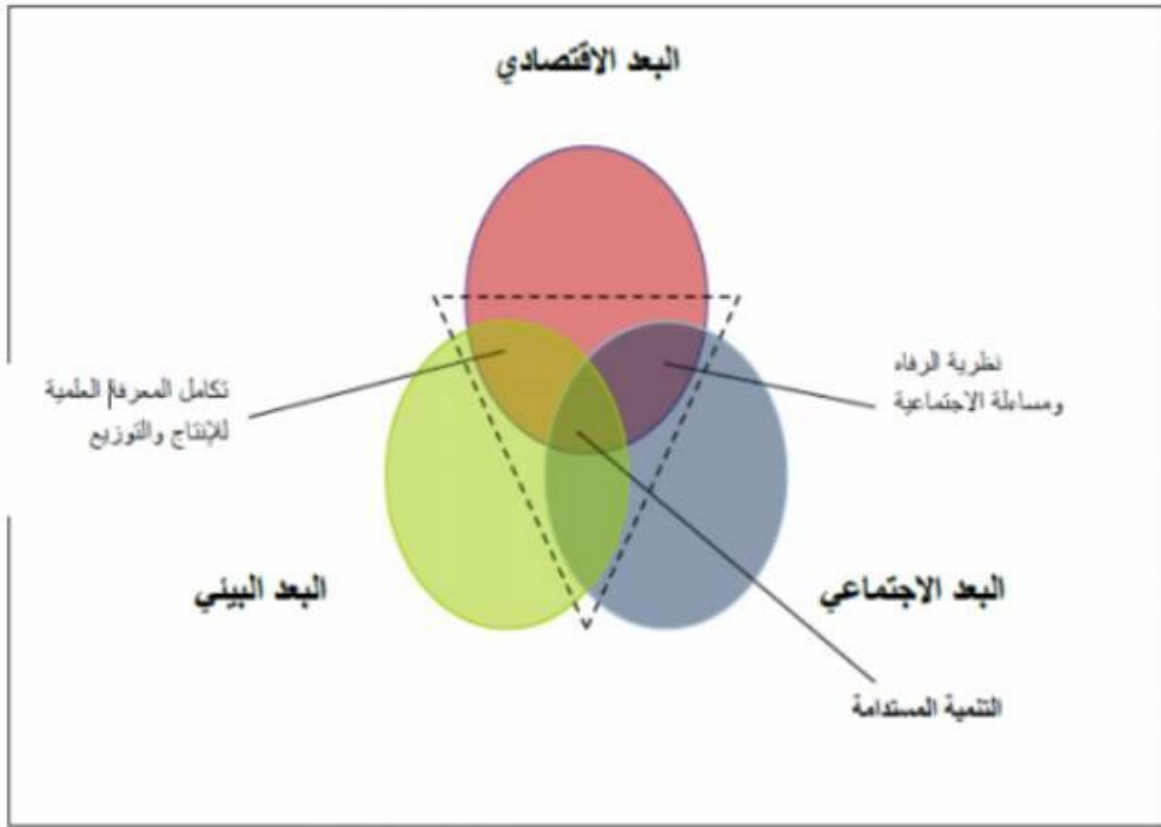 البعد الاقتصادي
نظرية الرفاه
ومساءلة الاجتماعية
تكامل المعرفة العلمية
للإنتاج والتوزيع
البعد الاجتماعي
البعد البيئي
التنمية المستدامة